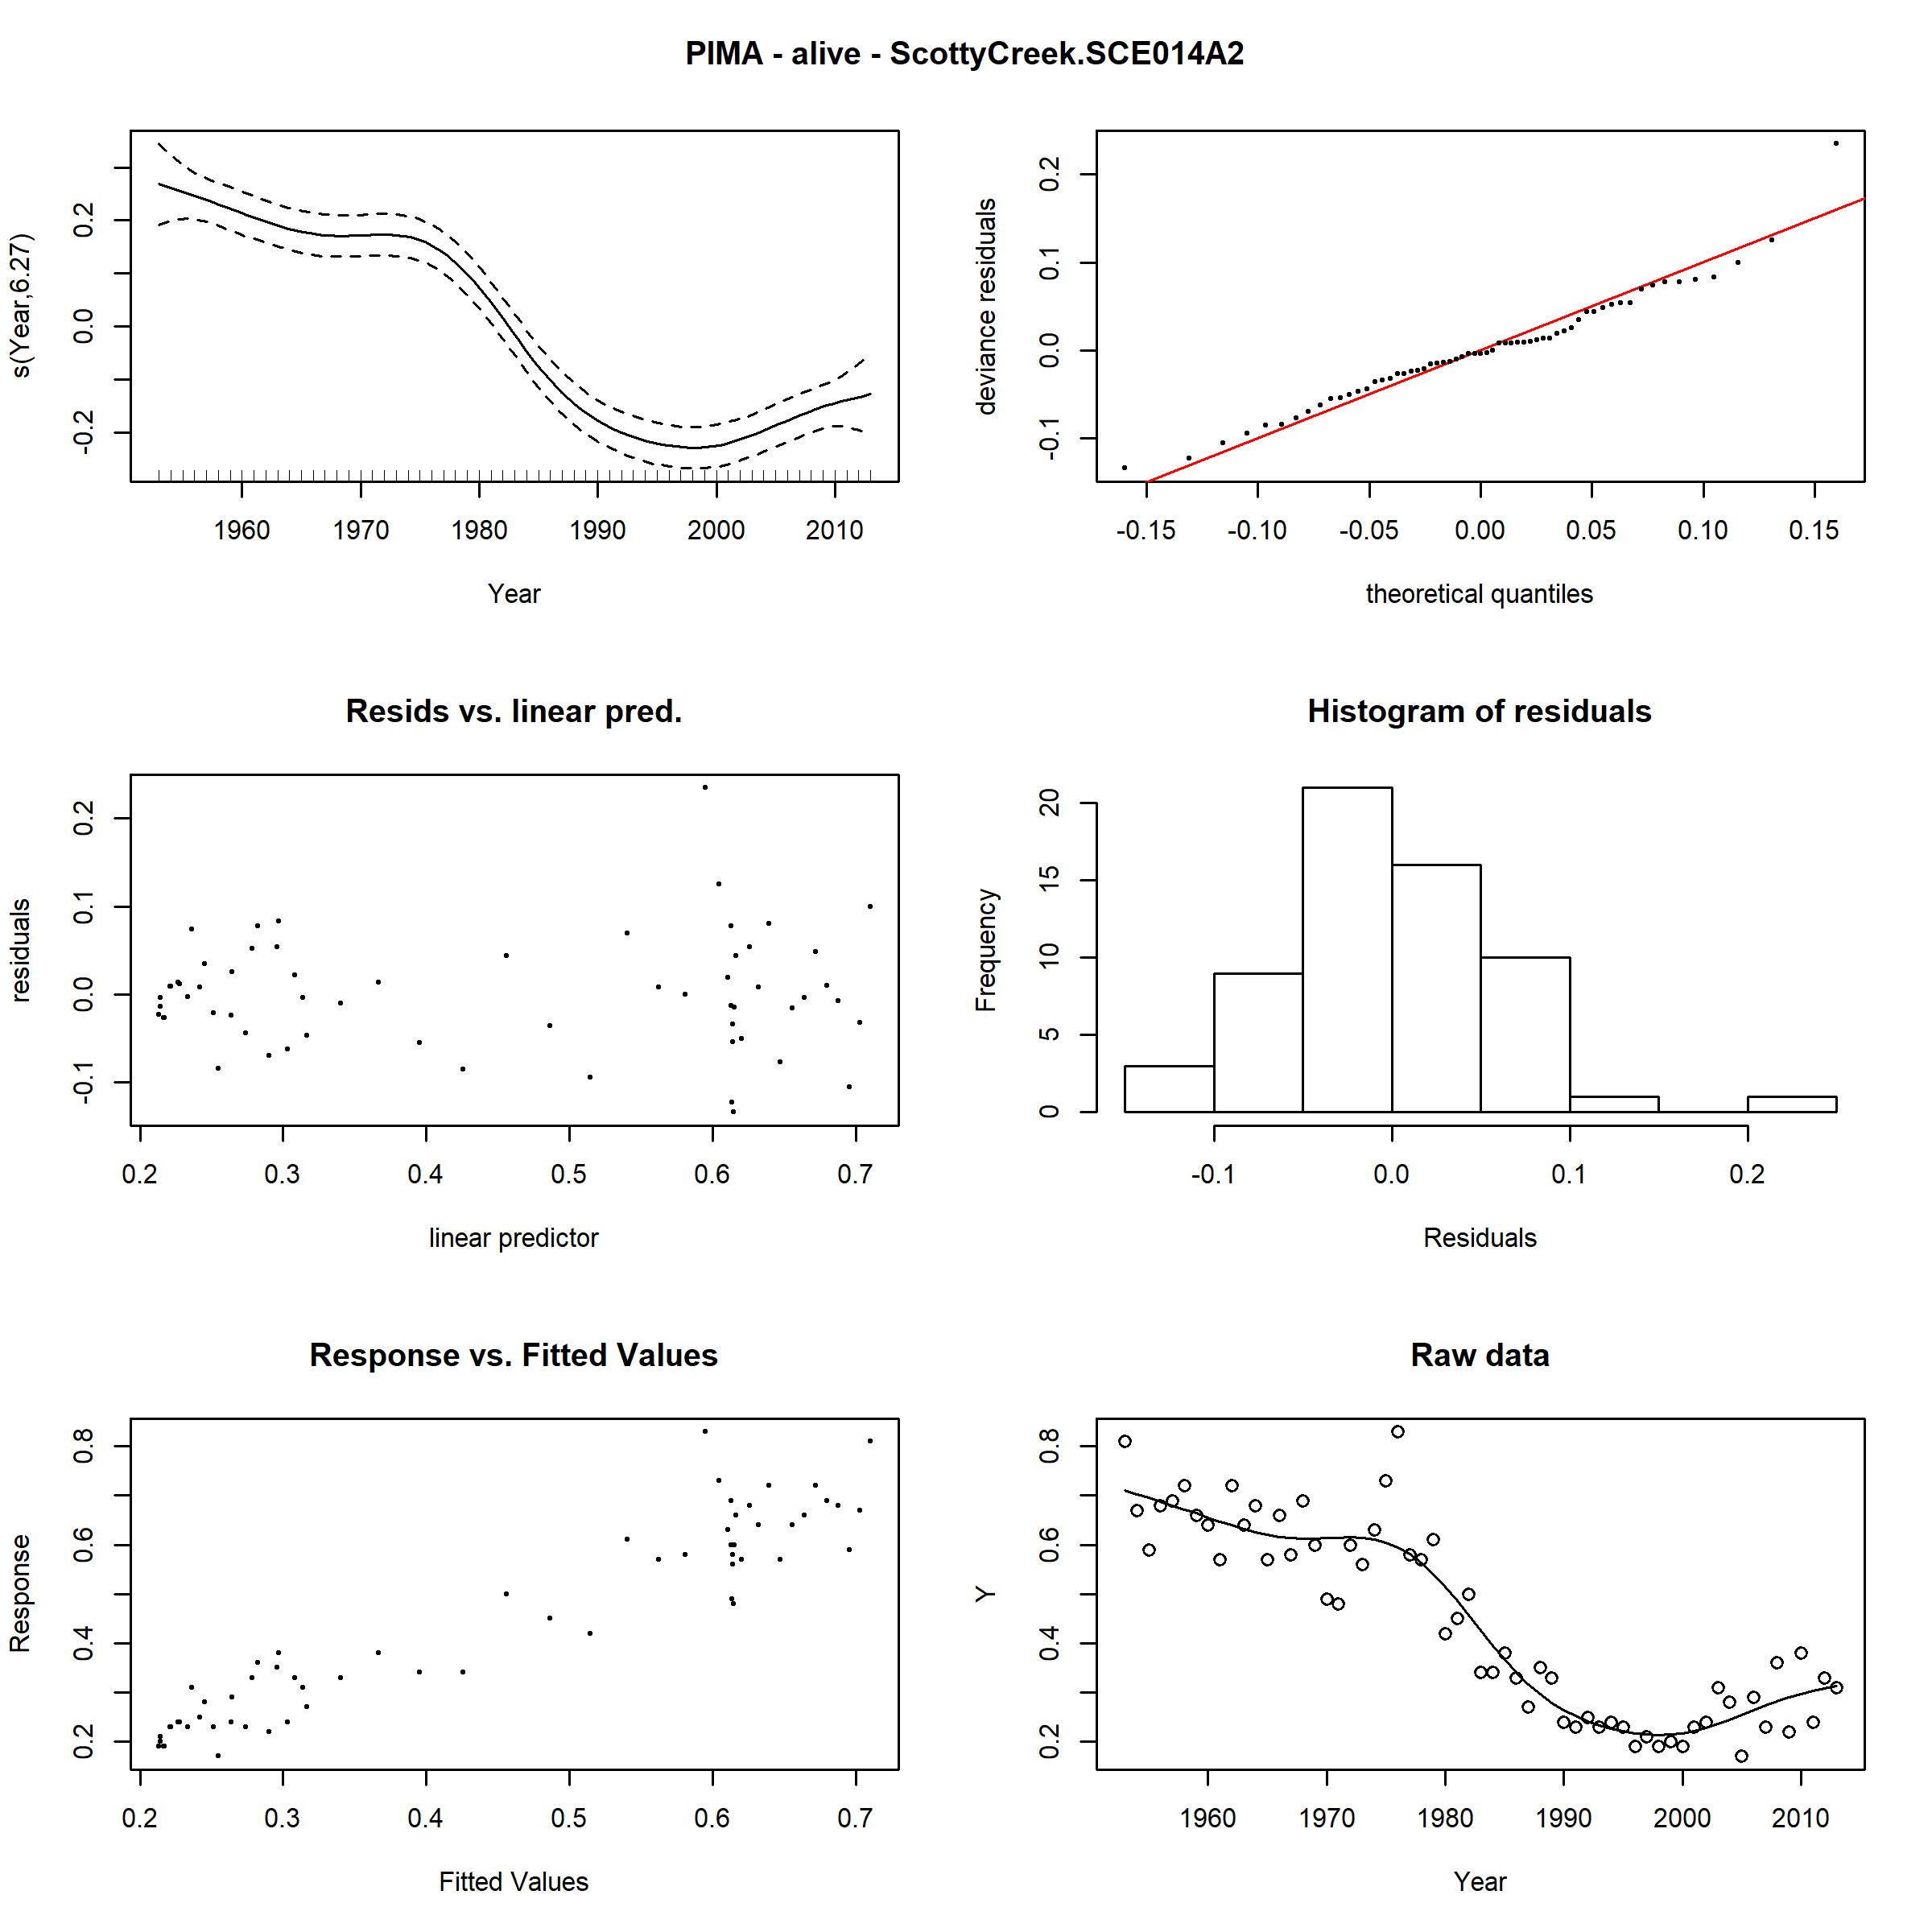 PIMA - alive - ScottyCreek.SCE014A2
s(Year,6.27)
0.2
0.0
-0.2
1960 1970 1980 1990 2000 2010
Year
deviance residuals
0.2
0.1
0.0
-0.1
-0.15 -0.10 -0.05 0.00 0.05 0.10 0.15
theoretical quantiles
Resids vs. linear pred.
residuals
0.2
0.1
0.0
-0.1
0.2 0.3 0.4 0.5 0.6 0.7
linear predictor
Histogram of residuals
Frequency
20
15
10
5
0
-0.1 0.0 0.1 0.2
Residuals
Response vs. Fitted Values
Response
0.8
0.6
0.4
0.2
0.2 0.3 0.4 0.5 0.6 0.7
Fitted Values
Raw data
Y
0.8
0.6
0.4
0.2
1960 1970 1980 1990 2000 2010
Year